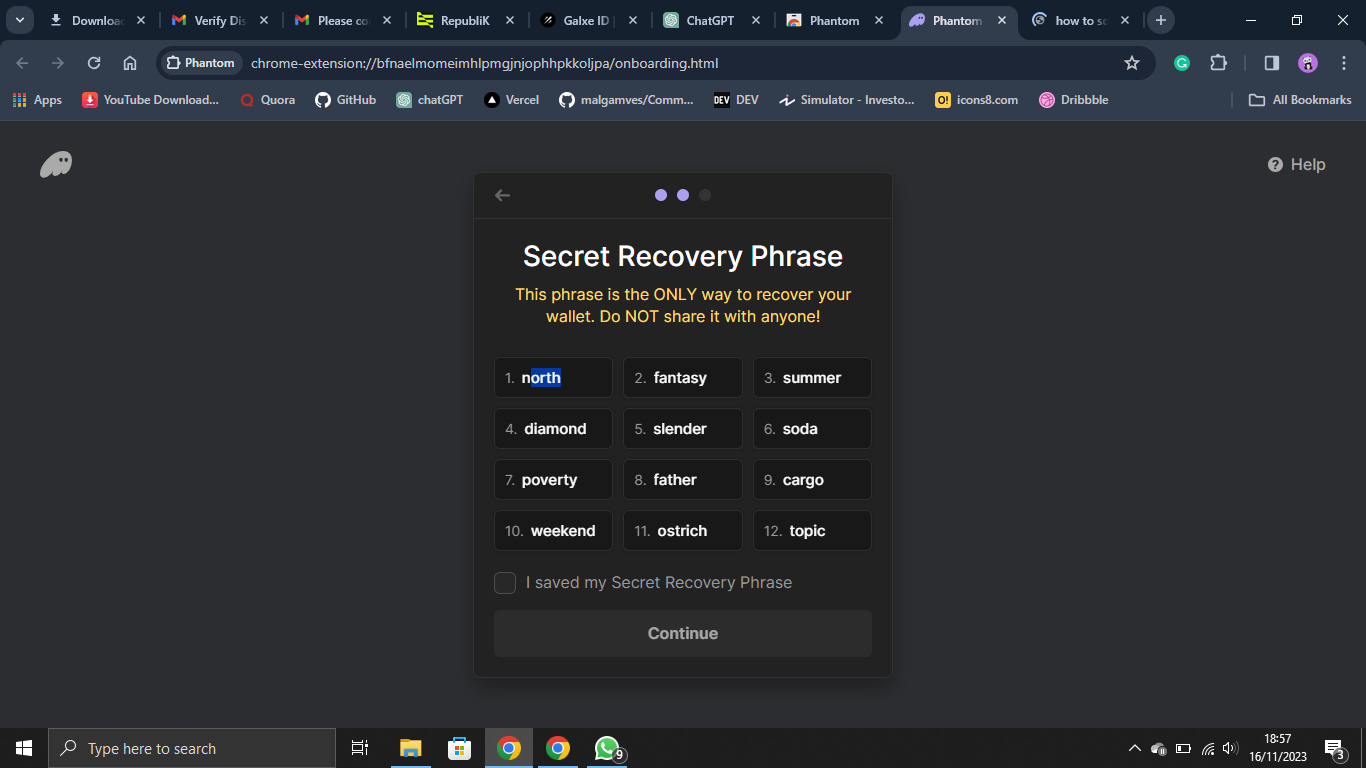 Downloa
Verify Dis
Please co
RepubliK
Galxe ID |
ChatGPT
Phantom
Phantom
how to sc
Phantom
chrome-extension://bfnaelmomeimhlpmgjnjophhpkkoljpa/onboarding.html
Apps
YouTube Download...
Quora
GitHub
chatGPT
Vercel
malgamves/Comm...
DEV
DEV
Simulator - Investo...
O!
icons8.com
Dribbble
All Bookmarks
Help
Secret Recovery Phrase
This phrase is the ONLY way to recover your
wallet. Do NOT share it with anyone!
1. north
2. fantasy
3. summer
4. diamond
5. slender
6. soda
7. poverty
8. father
9. cargo
10. weekend
11. ostrich
12. topic
I saved my Secret Recovery Phrase
Continue
Type here to search
9
18:57
16/11/2023
3